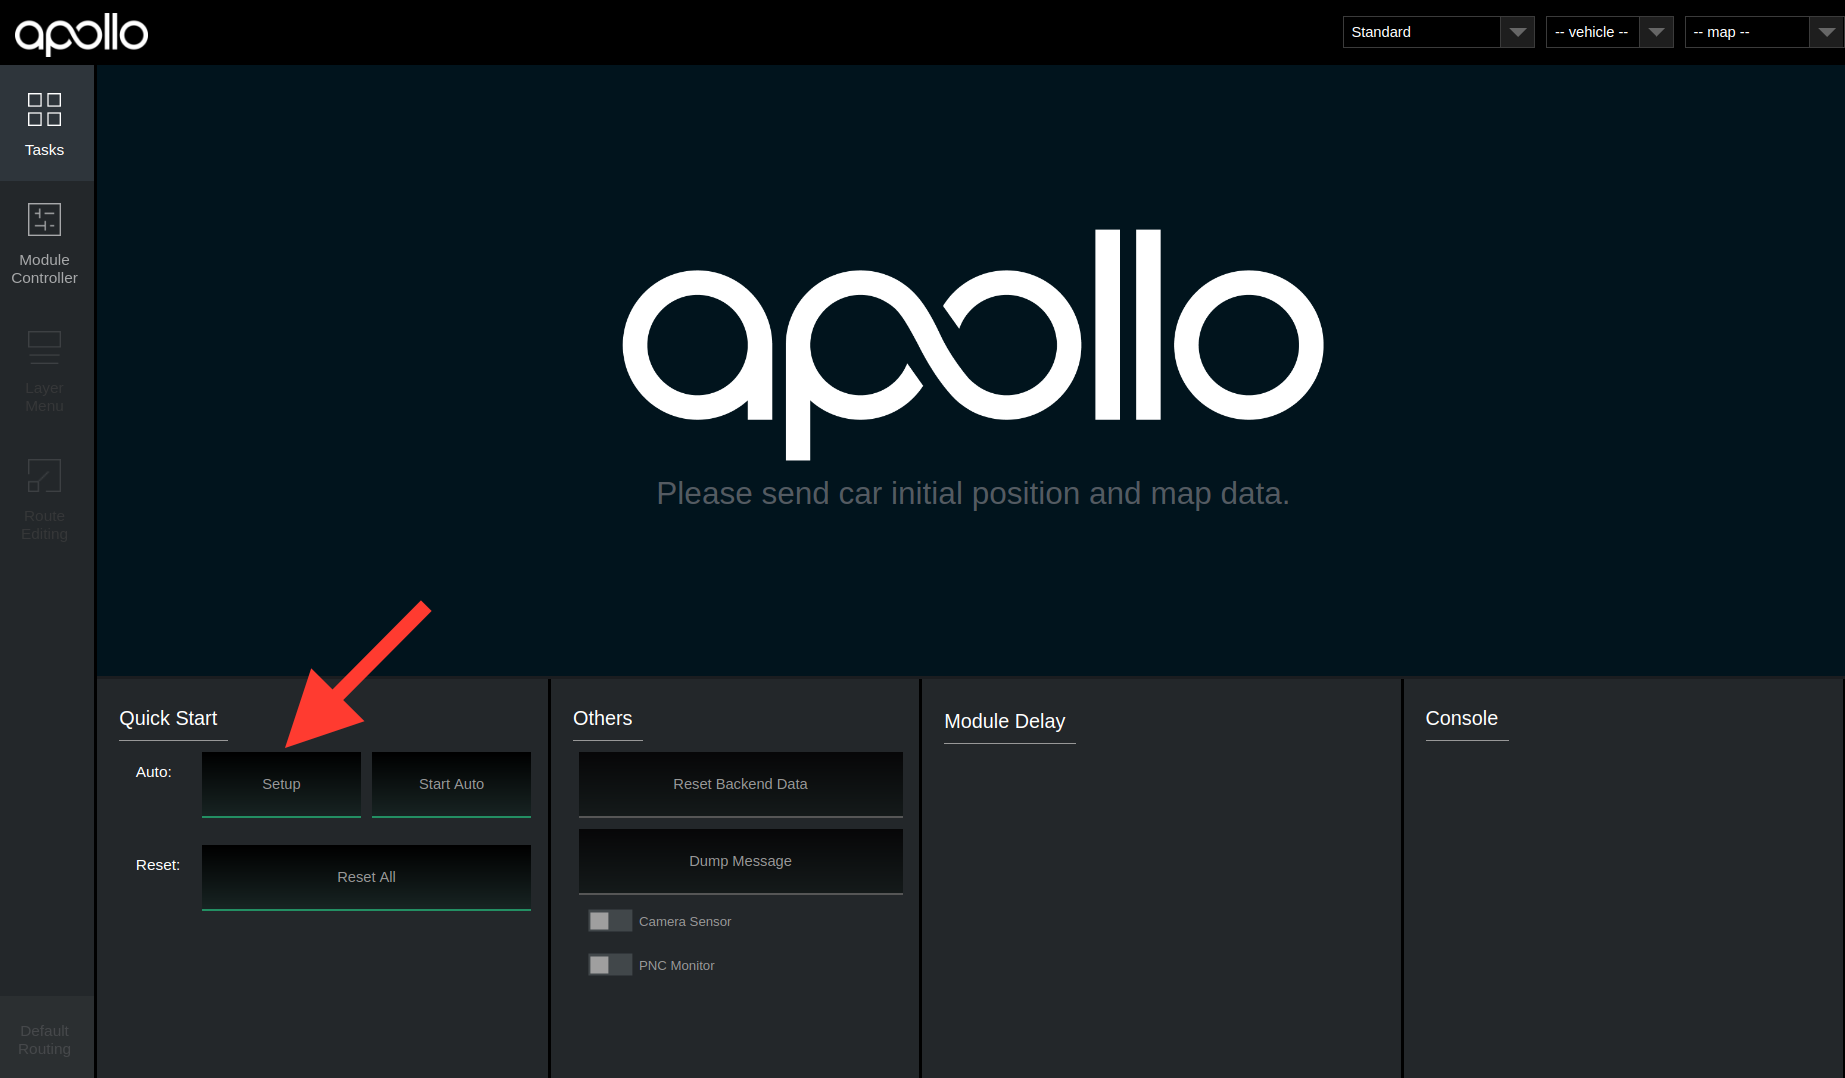 apollo
Standard
-- vehicle --
-- map --
Tasks
Module
Controller
Layer
Menu
Route
Editing
Default
Routing
apollo
Please send car initial position and map data.
Quick Start
Auto:
Setup
Start Auto
Reset:
Reset All
Others
Reset Backend Data
Dump Message
Camera Sensor
PNC Monitor
Module Delay
Console